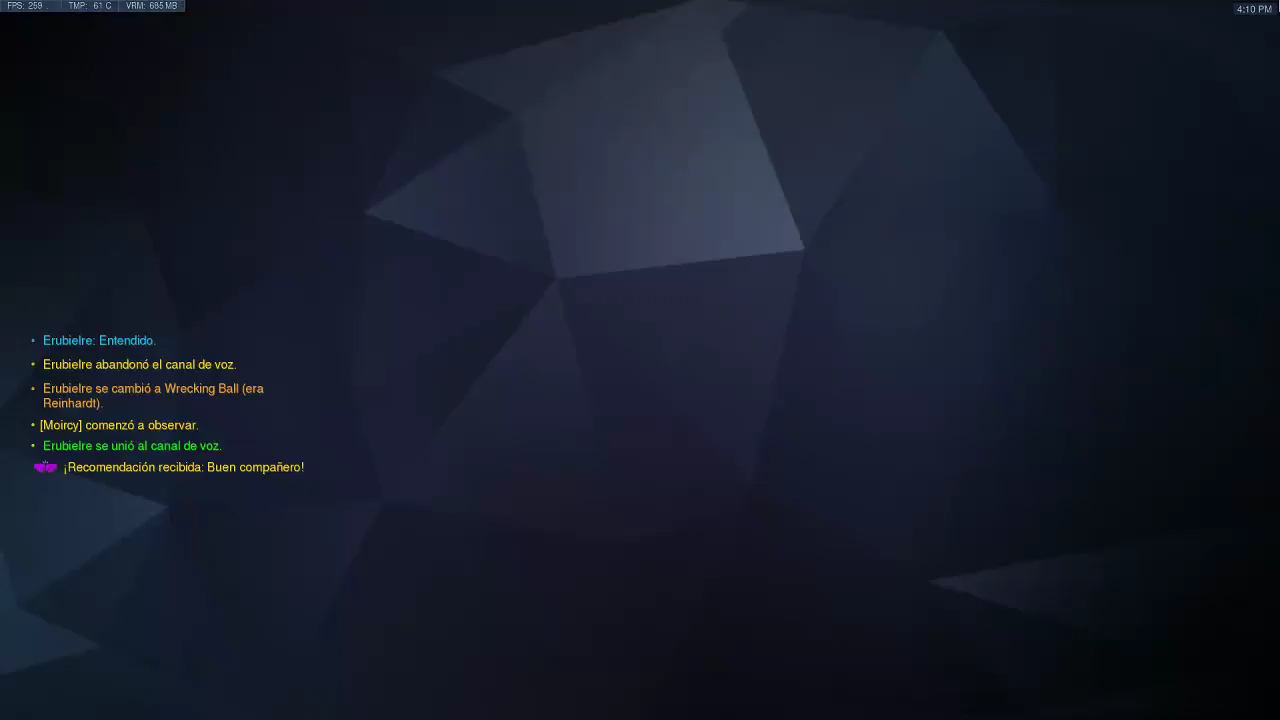 FPS: 259 . TMP: 61 C VRM: 685 MB
4:10 PM
• Erubielre: Entendido.
• Erubielre abandonó el canal de voz.
• Erubielre se cambió a Wrecking Ball (era
Reinhardt).
• [Moircy] comenzó a observar.
• Erubielre se unió al canal de voz.
¡Recomendación recibida: Buen compañero!